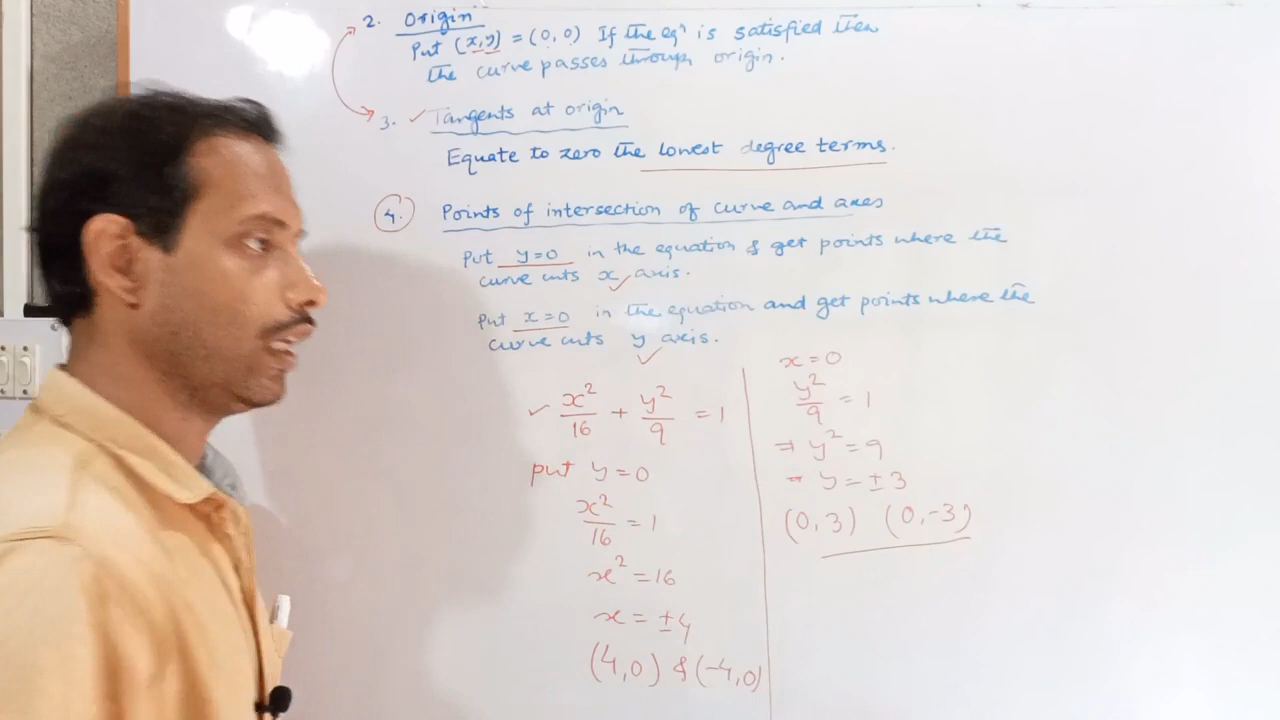 2. Origin
Put (x,y) = (0,0) If the eqⁿ is satisfied then
the curve passes through origin.
3. ✓ Tangents at origin
Equate to zero the lowest degree terms.
4. Points of intersection of curve and axes
Put y=0 in the equation & get points where the
curve cuts x axis.
Put x=0 in the equation and get points where the
curve cuts y axis.
✓ x²/16 + y²/9 = 1
put y=0
x²/16 = 1
x² = 16
x = ±4
(4,0) & (-4,0)
x=0
y²/9 = 1
⇒ y² = 9
⇒ y = ±3
(0,3) (0,-3)